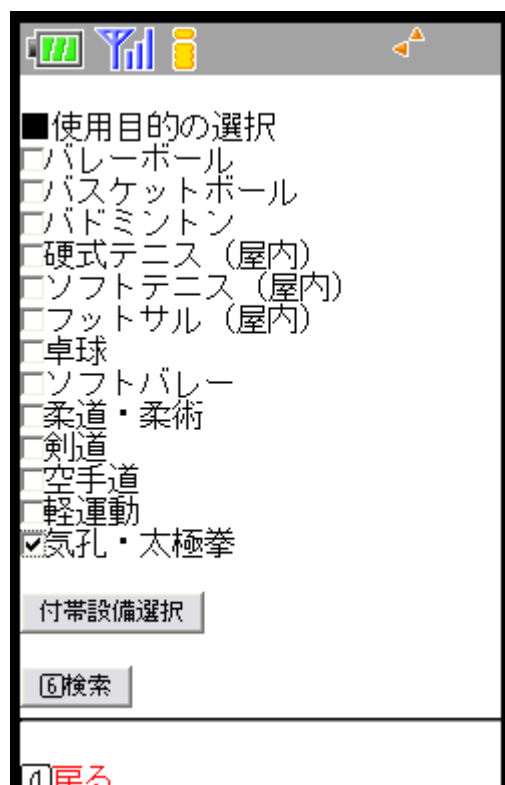 ■使用目的の選択
バレーボール
バスケットボール
バドミントン
硬式テニス（屋内）
ソフトテニス（屋内）
フットサル（屋内）
卓球
ソフトバレー
柔道・柔術
剣道
空手道
軽運動
気孔・太極拳
付帯設備選択
6検索
戻る